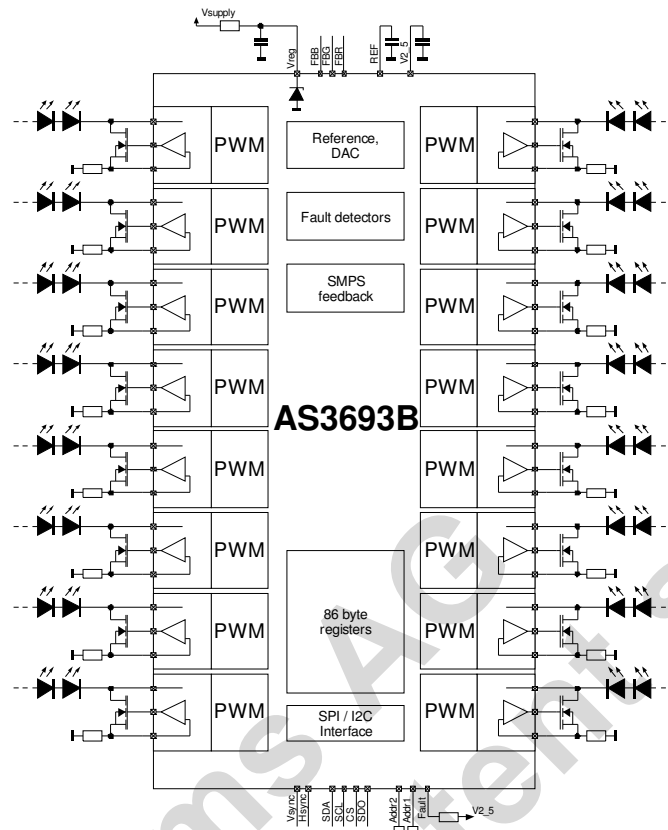 Vsupply
Vreg
FBB
FBG
FBR
REF
V2_5
PWM
Reference,
DAC
PWM
PWM
Fault detectors
PWM
PWM
SMPS
feedback
PWM
PWM
PWM
AS3693B
PWM
PWM
PWM
PWM
PWM
86 byte
registers
PWM
PWM
SPI / I2C
Interface
PWM
Vsync
Hsync
SDA
SCL
CS
SDO
Addr2
Addr1
Fault
V2_5